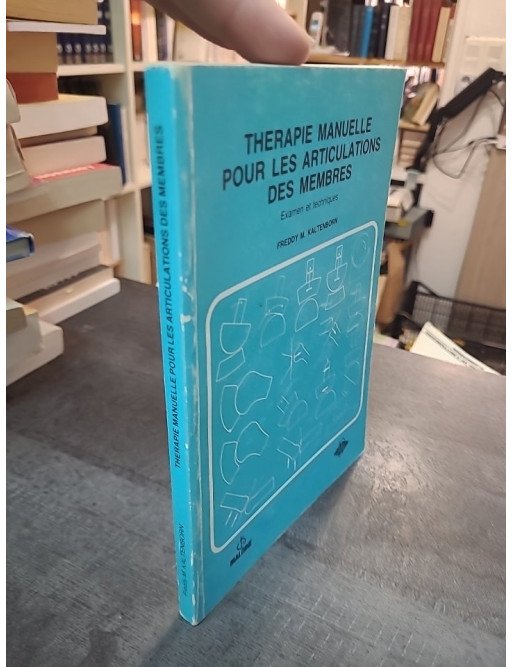 THERAPIE MANUELLE
POUR LES ARTICULATIONS
DES MEMBRES
Examen et techniques
FREDDY M. KALTENBORN
MALOINE
THERAPIE MANUELLE POUR LES ARTICULATIONS DES MEMBRES